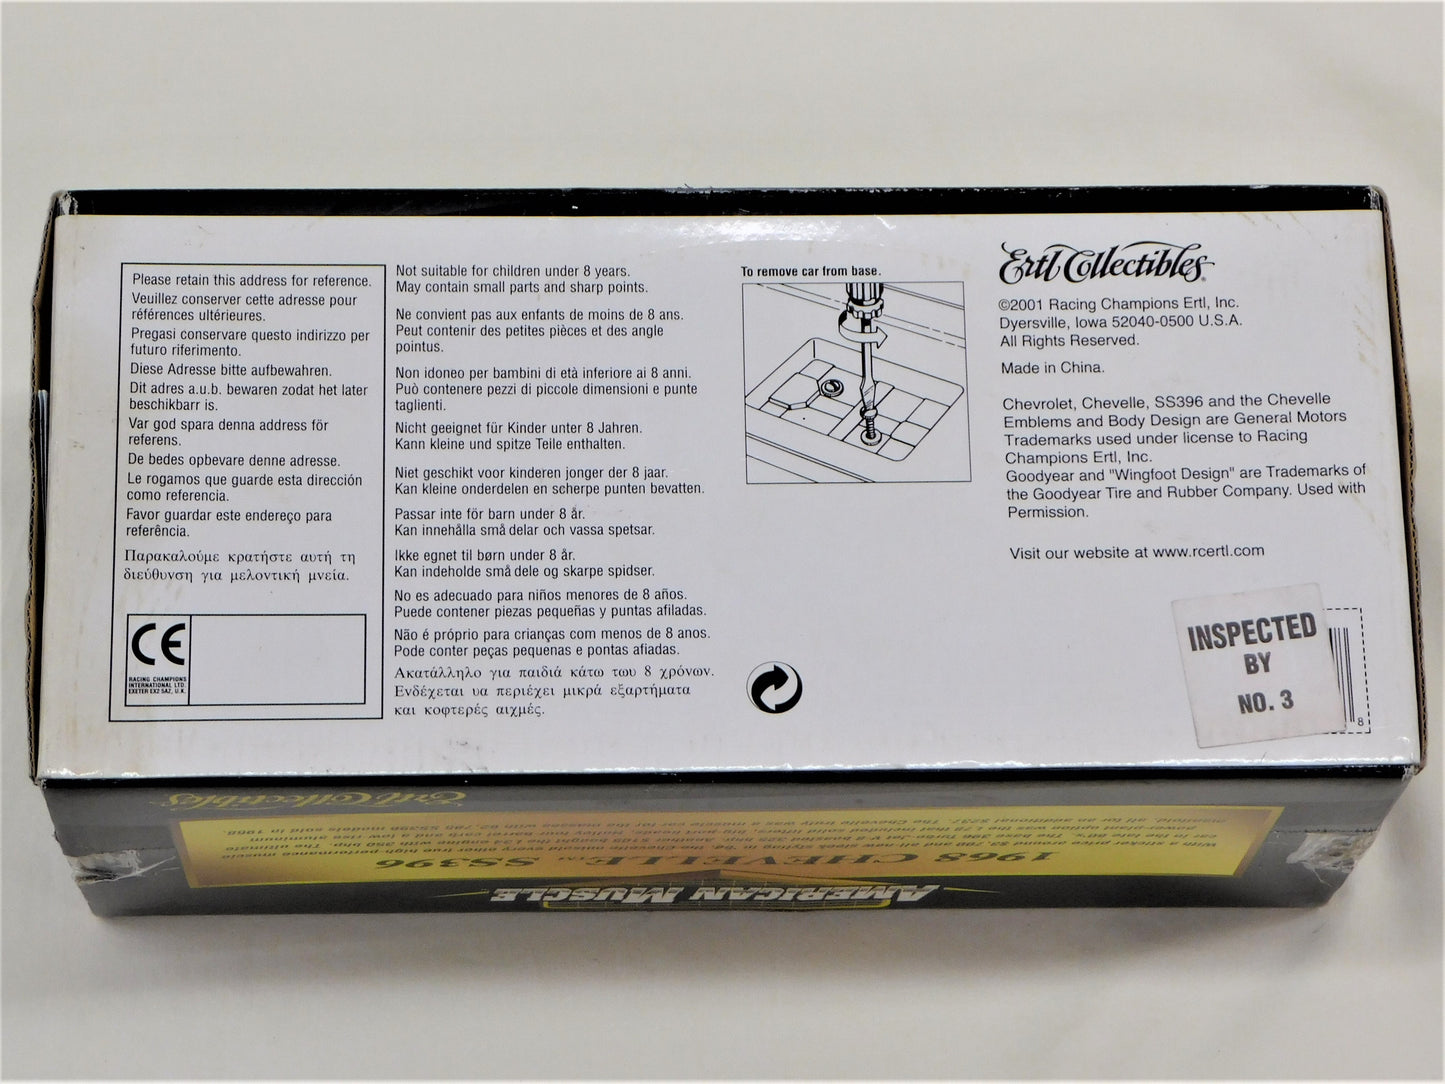 Please retain this address for reference.
Veuillez conserver cette adresse pour
références ultérieures.
Pregasi conservare questo indirizzo per
futuro riferimento.
Diese Adresse bitte aufbewahren.
Dit adres a.u.b. bewaren zodat het later
beschikbarr is.
Var god spara denna address för
referens.
De bedes opbevare denne adresse.
Le rogamos que guarde esta dirección
como referencia.
Favor guardar este endereço para
referência.
Παρακαλούμε κρατήστε αυτή τη
διεύθυνση για μελοντική μνεία.
CE
RACING CHAMPIONS
INTERNATIONAL LTD.
EXETER EX2 5AZ, U.K.
Not suitable for children under 8 years.
May contain small parts and sharp points.
Ne convient pas aux enfants de moins de 8 ans.
Peut contenir des petites pièces et des angle
pointus.
Non idoneo per bambini di età inferiore ai 8 anni.
Può contenere pezzi di piccole dimensioni e punte
taglienti.
Nicht geeignet für Kinder unter 8 Jahren.
Kann kleine und spitze Teile enthalten.
Niet geschikt voor kinderen jonger der 8 jaar.
Kan kleine onderdelen en scherpe punten bevatten.
Passar inte för barn under 8 år.
Kan innehålla små delar och vassa spetsar.
Ikke egnet til børn under 8 år.
Kan indeholde små dele og skarpe spidser.
No es adecuado para niños menores de 8 años.
Puede contener piezas pequeñas y puntas afiladas.
Não é próprio para crianças com menos de 8 anos.
Pode conter peças pequenas e pontas afiadas.
Ακατάλληλο για παιδιά κάτω των 8 χρόνων.
Ενδέχεται υα περιέχει μικρά εξαρτήματα
και κοφτερές αιχμές.
To remove car from base.
Ertl Collectibles
©2001 Racing Champions Ertl, Inc.
Dyersville, Iowa 52040-0500 U.S.A.
All Rights Reserved.
Made in China.
Chevrolet, Chevelle, SS396 and the Chevelle
Emblems and Body Design are General Motors
Trademarks used under license to Racing
Champions Ertl, Inc.
Goodyear and "Wingfoot Design" are Trademarks of
the Goodyear Tire and Rubber Company. Used with
Permission.
Visit our website at www.rcertl.com
INSPECTED
BY
NO. 3
8
AMERICAN MUSCLE
1968 CHEVELLE™ SS396
Ertl Collectibles